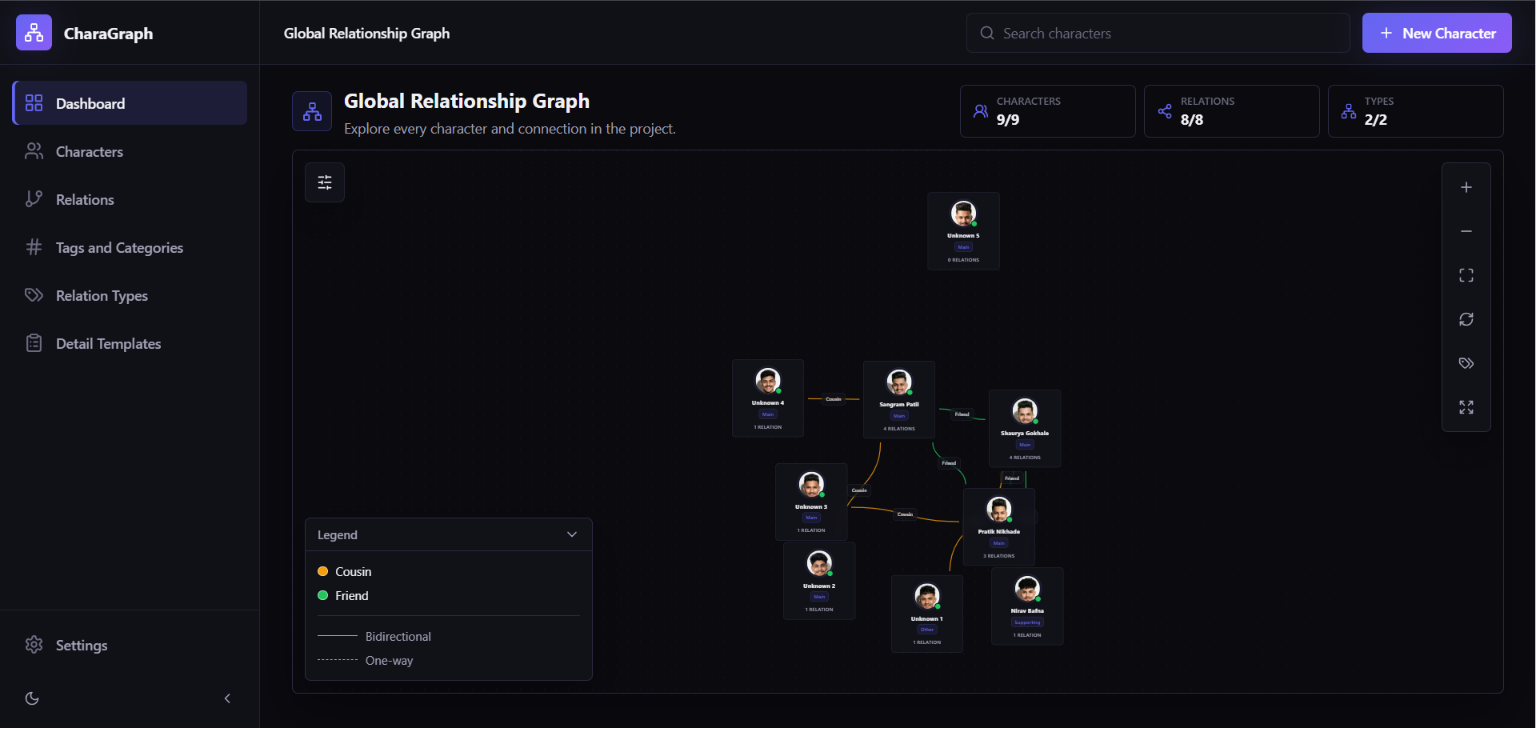 CharaGraph
Global Relationship Graph
Search characters
+ New Character
Dashboard
Characters
Relations
Tags and Categories
Relation Types
Detail Templates
Settings
Global Relationship Graph
Explore every character and connection in the project.
CHARACTERS
9/9
RELATIONS
8/8
TYPES
2/2
Unknown 5
Main
0 RELATIONS
Unknown 4
Main
1 RELATION
Cousin
Sangram Patil
Main
4 RELATIONS
Friend
Shaurya Gokhale
Main
4 RELATIONS
Friend
Friend
Cousin
Unknown 3
Main
1 RELATION
Cousin
Pratik Nikhade
Main
3 RELATIONS
Unknown 2
Main
1 RELATION
Unknown 1
Other
1 RELATION
Nirav Bafna
Supporting
1 RELATION
Legend
Cousin
Friend
Bidirectional
One-way